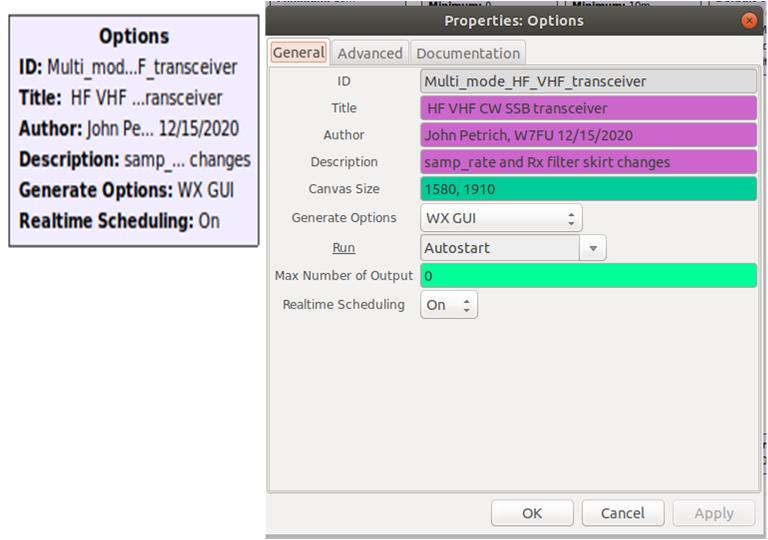 Options
ID: Multi_mod...F_transceiver
Title: HF VHF ...ransceiver
Author: John Pe... 12/15/2020
Description: samp_... changes
Generate Options: WX GUI
Realtime Scheduling: On
Properties: Options
General Advanced Documentation
ID Multi_mode_HF_VHF_transceiver
Title HF VHF CW SSB transceiver
Author John Petrich, W7FU 12/15/2020
Description samp_rate and Rx filter skirt changes
Canvas Size 1580, 1910
Generate Options WX GUI
Run Autostart
Max Number of Output 0
Realtime Scheduling On
OK Cancel Apply